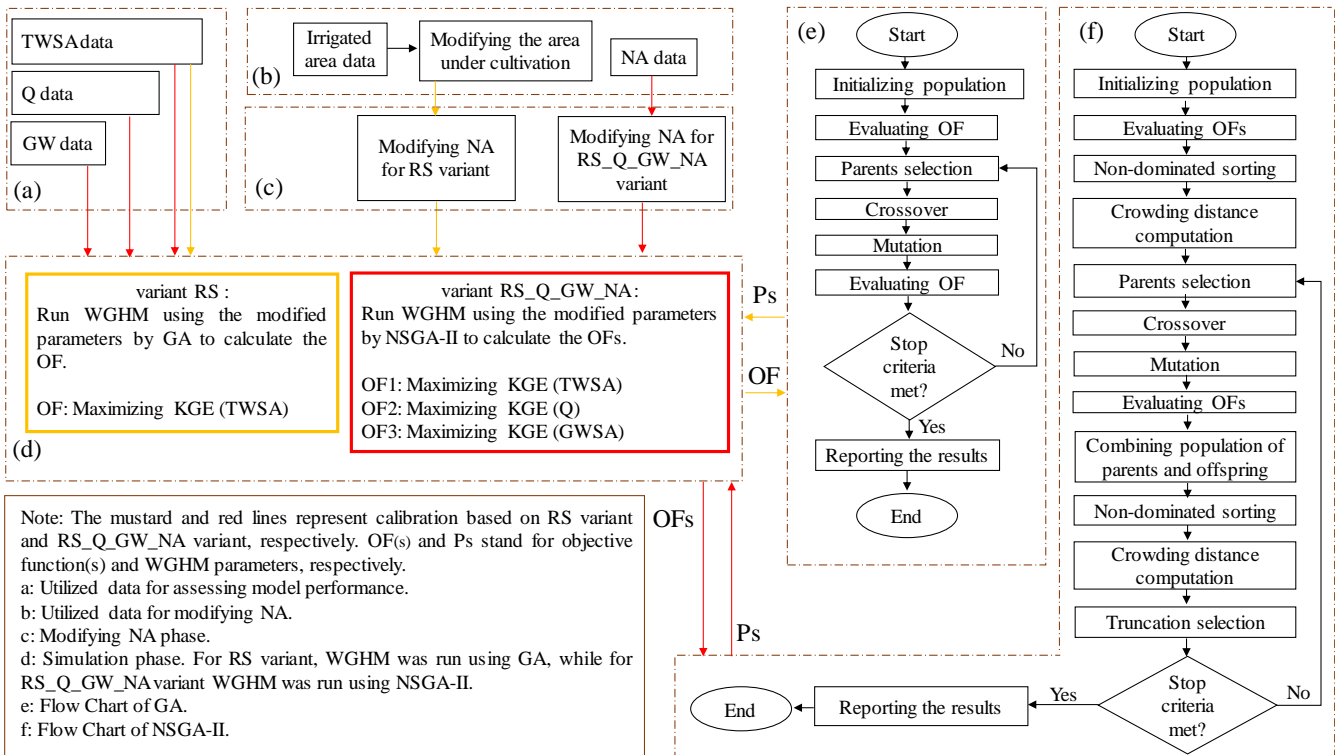 TWSA data
Q data
GW data
(a)
Irrigated
area data
Modifying the area
under cultivation
NA data
(b)
Modifying NA
for RS variant
Modifying NA for
RS_Q_GW_NA
variant
(c)
variant RS :
Run WGHM using the modified
parameters by GA to calculate the
OF.
OF: Maximizing KGE (TWSA)
variant RS_Q_GW_NA:
Run WGHM using the modified parameters
by NSGA-II to calculate the OFs.
OF1: Maximizing KGE (TWSA)
OF2: Maximizing KGE (Q)
OF3: Maximizing KGE (GWSA)
(d)
Ps
OF
OFs
Ps
(e)
Start
Initializing population
Evaluating OF
Parents selection
Crossover
Mutation
Evaluating OF
Stop
criteria
met?
No
Yes
Reporting the results
End
(f)
Start
Initializing population
Evaluating OFs
Non-dominated sorting
Crowding distance
computation
Parents selection
Crossover
Mutation
Evaluating OFs
Combining population of
parents and offspring
Non-dominated sorting
Crowding distance
computation
Truncation selection
Stop
criteria
met?
No
Yes
Reporting the results
End
Note: The mustard and red lines represent calibration based on RS variant
and RS_Q_GW_NA variant, respectively. OF(s) and Ps stand for objective
function(s) and WGHM parameters, respectively.
a: Utilized data for assessing model performance.
b: Utilized data for modifying NA.
c: Modifying NA phase.
d: Simulation phase. For RS variant, WGHM was run using GA, while for
RS_Q_GW_NA variant WGHM was run using NSGA-II.
e: Flow Chart of GA.
f: Flow Chart of NSGA-II.